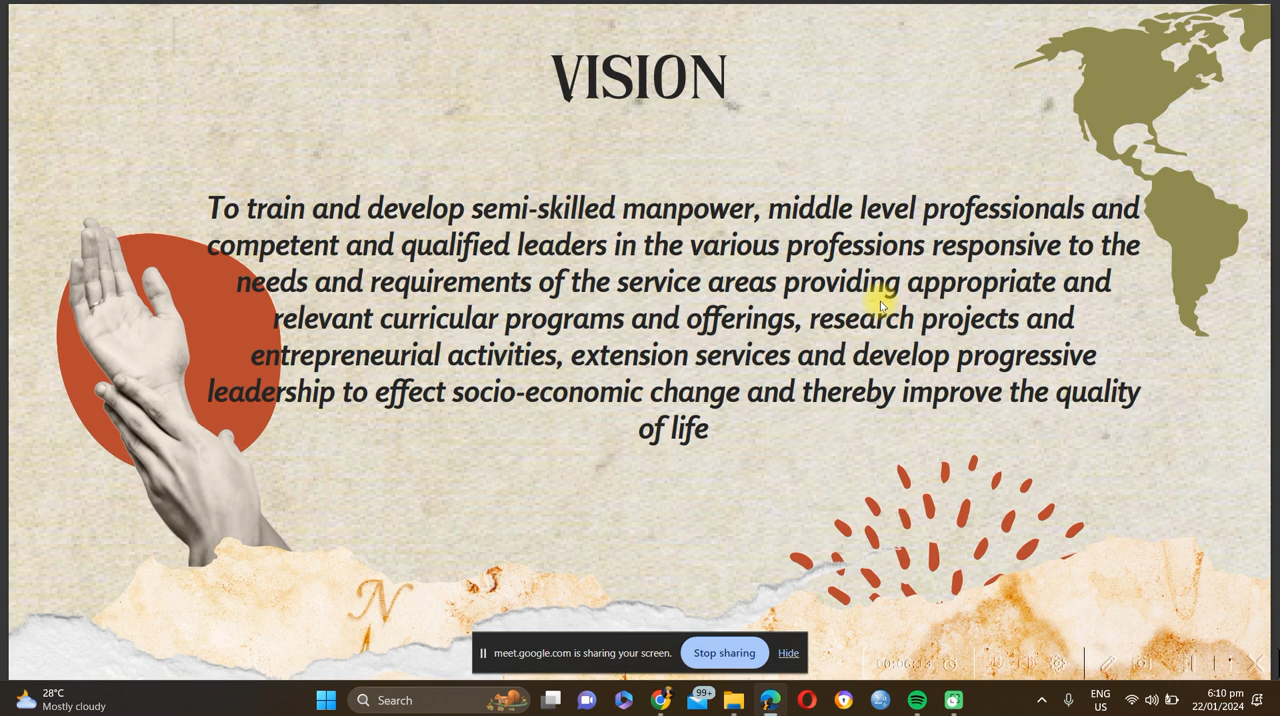 VISION
To train and develop semi-skilled manpower, middle level professionals and
competent and qualified leaders in the various professions responsive to the
needs and requirements of the service areas providing appropriate and
relevant curricular programs and offerings, research projects and
entrepreneurial activities, extension services and develop progressive
leadership to effect socio-economic change and thereby improve the quality
of life
N
meet.google.com is sharing your screen.
Stop sharing
Hide
28°C
Mostly cloudy
Search
99+
ENG
US
6:10 pm
22/01/2024